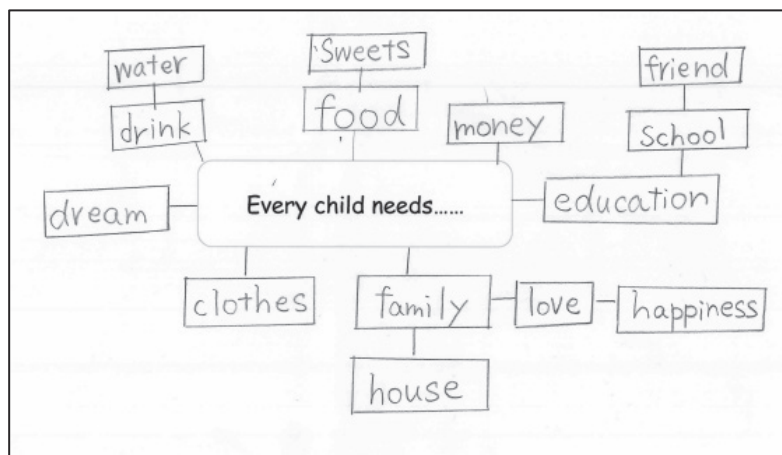 Sweets
friend
water
food
drink
money
School
Every child needs......
education
dream
clothes
family
love
happiness
house